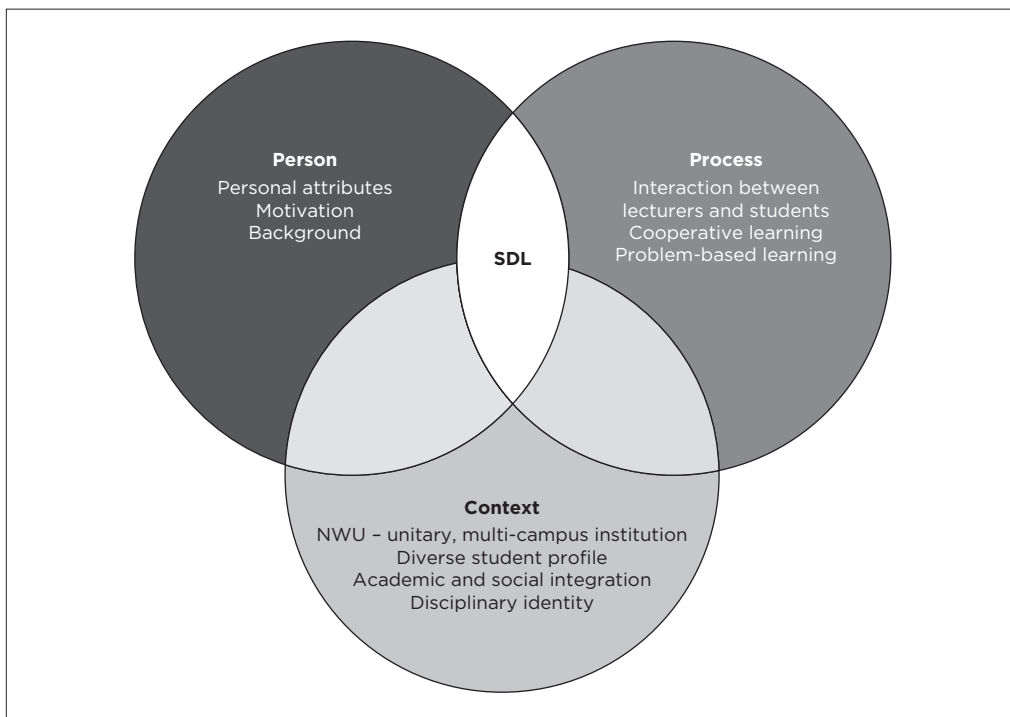 Person
Personal attributes
Motivation
Background
Process
Interaction between
lecturers and students
Cooperative learning
Problem-based learning
SDL
Context
NWU – unitary, multi-campus institution
Diverse student profile
Academic and social integration
Disciplinary identity